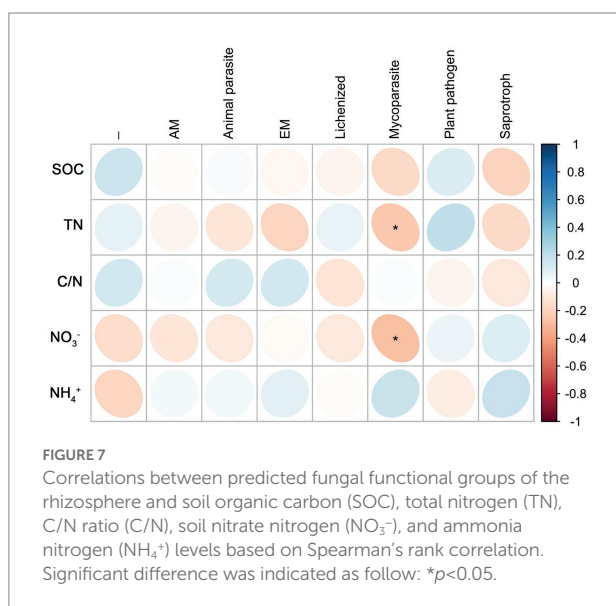 –
AM
Animal parasite
EM
Lichenized
Mycoparasite
Plant pathogen
Saprotroph
SOC
TN
*
C/N
NO₃⁻
*
NH₄⁺
1
0.8
0.6
0.4
0.2
0
-0.2
-0.4
-0.6
-0.8
-1
FIGURE 7
Correlations between predicted fungal functional groups of the
rhizosphere and soil organic carbon (SOC), total nitrogen (TN),
C/N ratio (C/N), soil nitrate nitrogen (NO₃⁻), and ammonia
nitrogen (NH₄⁺) levels based on Spearman’s rank correlation.
Significant difference was indicated as follow: *p<0.05.